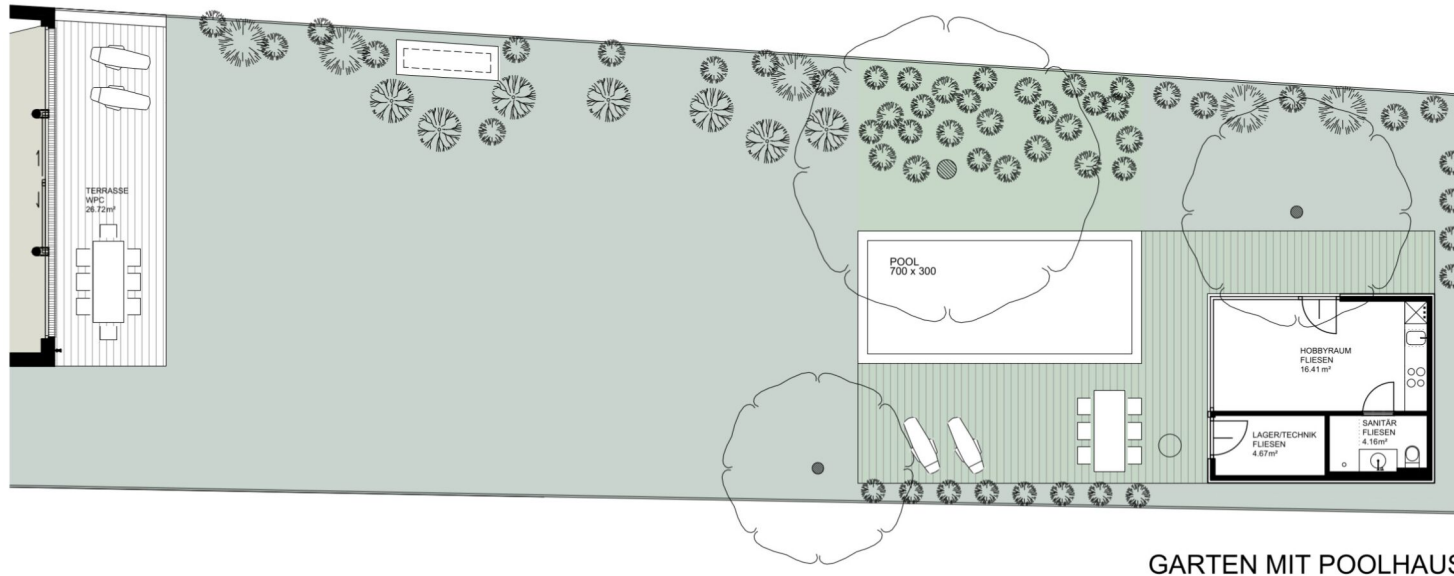 TERRASSE
WPC
26.72m²
POOL
700 x 300
HOBBYRAUM
FLIESEN
16.41 m²
LAGER/TECHNIK
FLIESEN
4.67m²
SANITÄR
FLIESEN
4.16m²
GARTEN MIT POOLHAUS